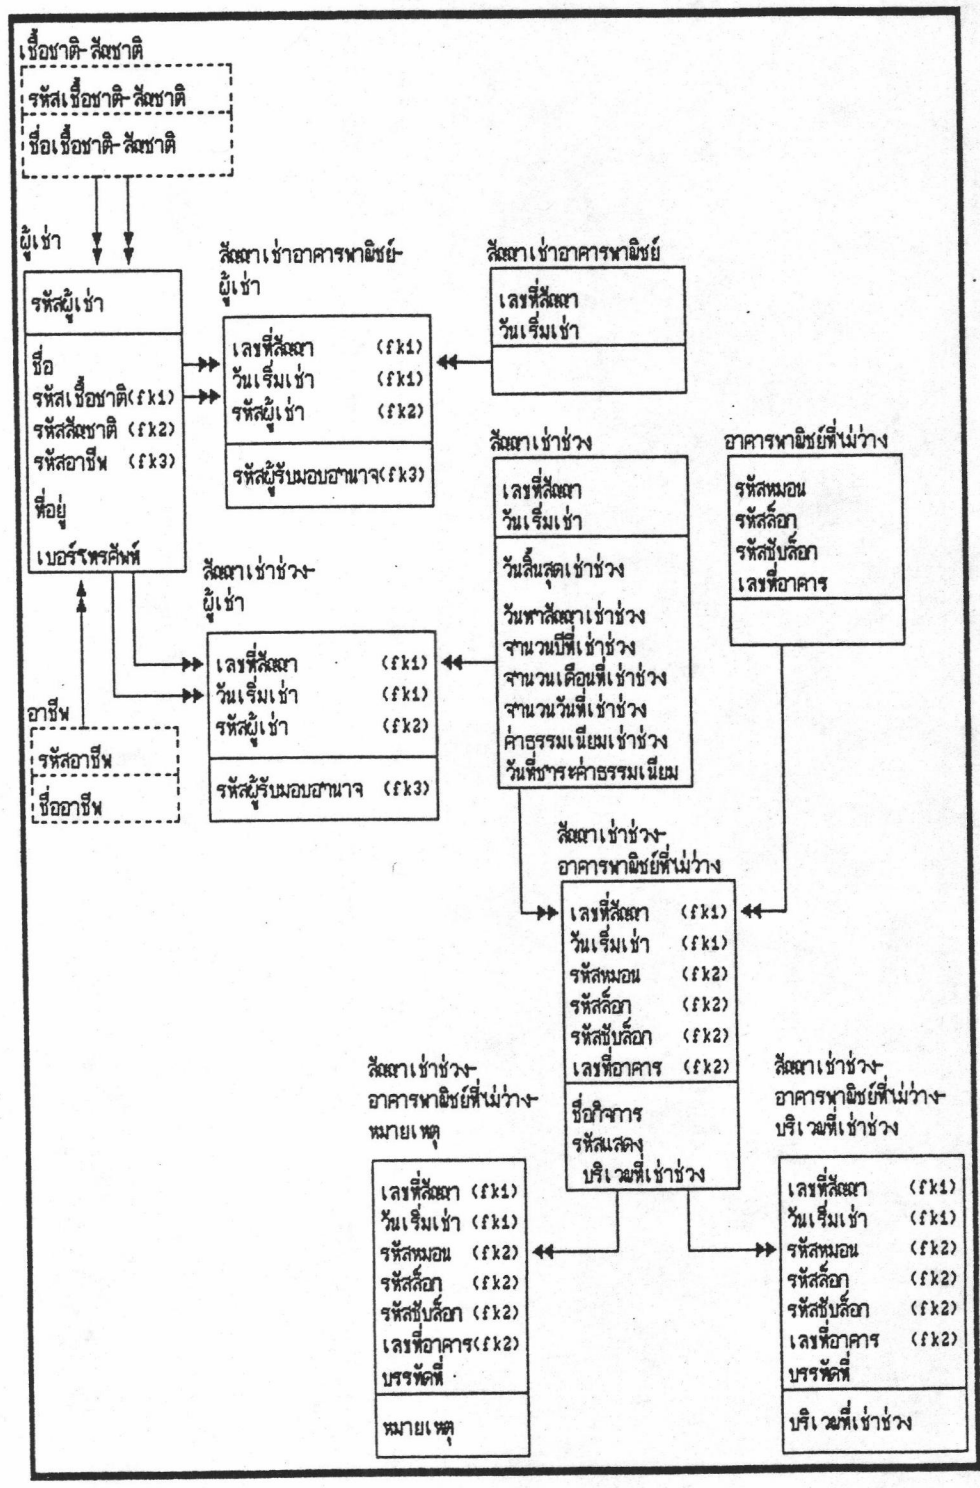 เชื้อชาติ-สัญชาติ
รหัสเชื้อชาติ-สัญชาติ
ชื่อเชื้อชาติ-สัญชาติ
ผู้เช่า
รหัสผู้เช่า
ชื่อ
รหัสเชื้อชาติ(fk1)
รหัสสัญชาติ (fk2)
รหัสอาชีพ (fk3)
ที่อยู่
เบอร์โทรศัพท์
สัญญาเช่าอาคารพาณิชย์-
ผู้เช่า
เลขที่สัญญา (fk1)
วันเริ่มเช่า (fk1)
รหัสผู้เช่า (fk2)
รหัสผู้รับมอบอำนาจ(fk3)
สัญญาเช่าอาคารพาณิชย์
เลขที่สัญญา
วันเริ่มเช่า
สัญญาเช่าช่วง
เลขที่สัญญา
วันเริ่มเช่า
วันสิ้นสุดเช่าช่วง
วันทำสัญญาเช่าช่วง
จำนวนปีที่เช่าช่วง
จำนวนเดือนที่เช่าช่วง
จำนวนวันที่เช่าช่วง
ค่าธรรมเนียมเช่าช่วง
วันที่ชำระค่าธรรมเนียม
อาคารพาณิชย์ที่ไม่ว่าง
รหัสหมอน
รหัสล็อก
รหัสซับล็อก
เลขที่อาคาร
สัญญาเช่าช่วง-
ผู้เช่า
เลขที่สัญญา (fk1)
วันเริ่มเช่า (fk1)
รหัสผู้เช่า (fk2)
รหัสผู้รับมอบอำนาจ (fk3)
อาชีพ
รหัสอาชีพ
ชื่ออาชีพ
สัญญาเช่าช่วง-
อาคารพาณิชย์ที่ไม่ว่าง
เลขที่สัญญา (fk1)
วันเริ่มเช่า (fk1)
รหัสหมอน (fk2)
รหัสล็อก (fk2)
รหัสซับล็อก (fk2)
เลขที่อาคาร (fk2)
ชื่อกิจการ
รหัสแสดง
บริเวณที่เช่าช่วง
สัญญาเช่าช่วง-
อาคารพาณิชย์ที่ไม่ว่าง-
หมายเหตุ
เลขที่สัญญา (fk1)
วันเริ่มเช่า (fk1)
รหัสหมอน (fk2)
รหัสล็อก (fk2)
รหัสซับล็อก (fk2)
เลขที่อาคาร(fk2)
บรรทัดที่
หมายเหตุ
สัญญาเช่าช่วง-
อาคารพาณิชย์ที่ไม่ว่าง-
บริเวณที่เช่าช่วง
เลขที่สัญญา (fk1)
วันเริ่มเช่า (fk1)
รหัสหมอน (fk2)
รหัสล็อก (fk2)
รหัสซับล็อก (fk2)
เลขที่อาคาร (fk2)
บรรทัดที่
บริเวณที่เช่าช่วง